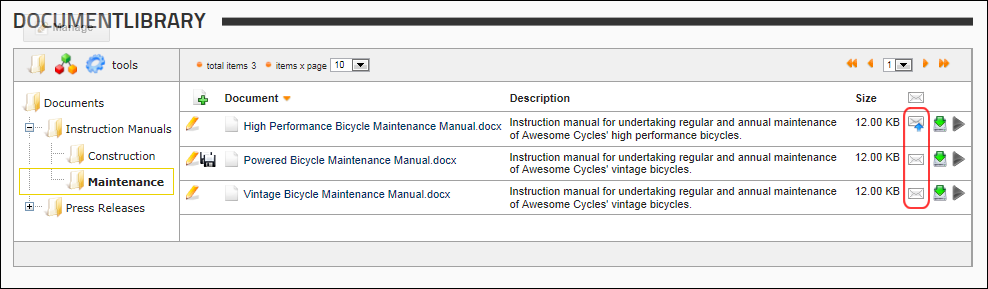 DOCUMENTLIBRARY
Manage
tools
total items 3 items x page 10
1
Documents
Instruction Manuals
Construction
Maintenance
Press Releases
Document Description Size
High Performance Bicycle Maintenance Manual.docx
Instruction manual for undertaking regular and annual maintenance
of Awesome Cycles' high performance bicycles.
12.00 KB
Powered Bicycle Maintenance Manual.docx
Instruction manual for undertaking regular and annual maintenance
of Awesome Cycles' vintage bicycles.
12.00 KB
Vintage Bicycle Maintenance Manual.docx
Instruction manual for undertaking regular and annual maintenance
of Awesome Cycles' vintage bicycles.
12.00 KB